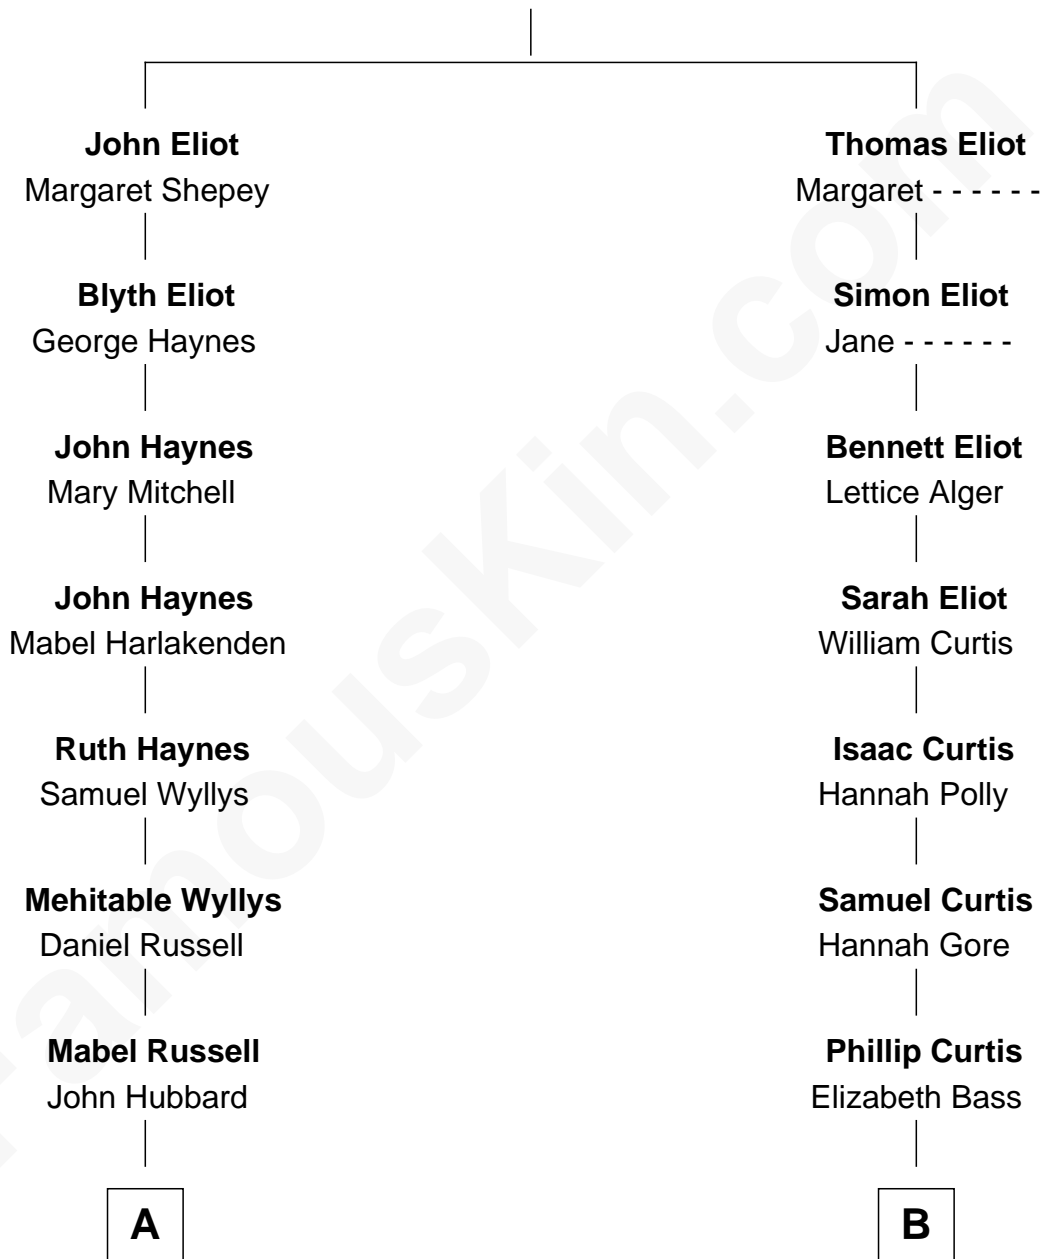 John Eliot
Margaret Shepey
Blyth Eliot
George Haynes
John Haynes
Mary Mitchell
John Haynes
Mabel Harlakenden
Ruth Haynes
Samuel Wyllys
Mehitable Wyllys
Daniel Russell
Mabel Russell
John Hubbard
A
Thomas Eliot
Margaret - - - - - -
Simon Eliot
Jane - - - - - -
Bennett Eliot
Lettice Alger
Sarah Eliot
William Curtis
Isaac Curtis
Hannah Polly
Samuel Curtis
Hannah Gore
Phillip Curtis
Elizabeth Bass
B
FamousKin.com